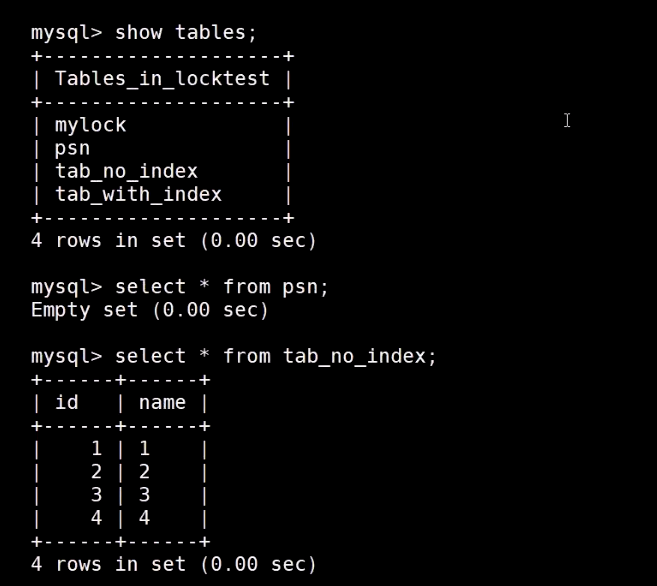 mysql> show tables;
+--------------------+
| Tables_in_locktest |
+--------------------+
| mylock             |
| psn                |
| tab_no_index       |
| tab_with_index     |
+--------------------+
4 rows in set (0.00 sec)

mysql> select * from psn;
Empty set (0.00 sec)

mysql> select * from tab_no_index;
+------+------+
| id   | name |
+------+------+
|    1 | 1    |
|    2 | 2    |
|    3 | 3    |
|    4 | 4    |
+------+------+
4 rows in set (0.00 sec)